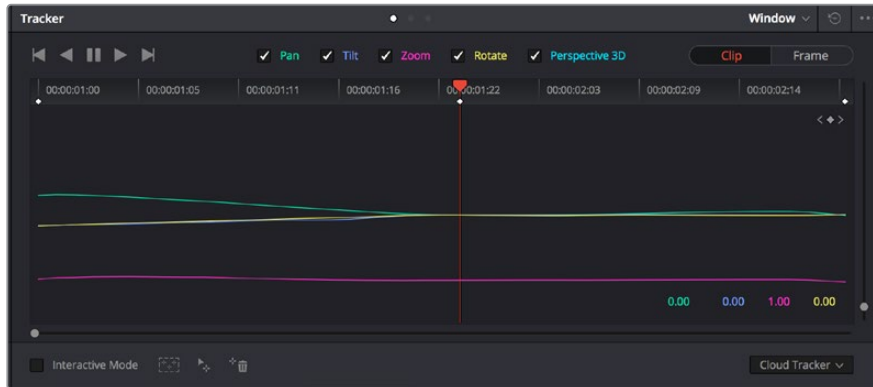 Tracker Window
Pan Tilt Zoom Rotate Perspective 3D Clip Frame
00:00:01:00 00:00:01:05 00:00:01:11 00:00:01:16 00:00:01:22 00:00:02:03 00:00:02:09 00:00:02:14
0.00 0.00 1.00 0.00
Interactive Mode Cloud Tracker